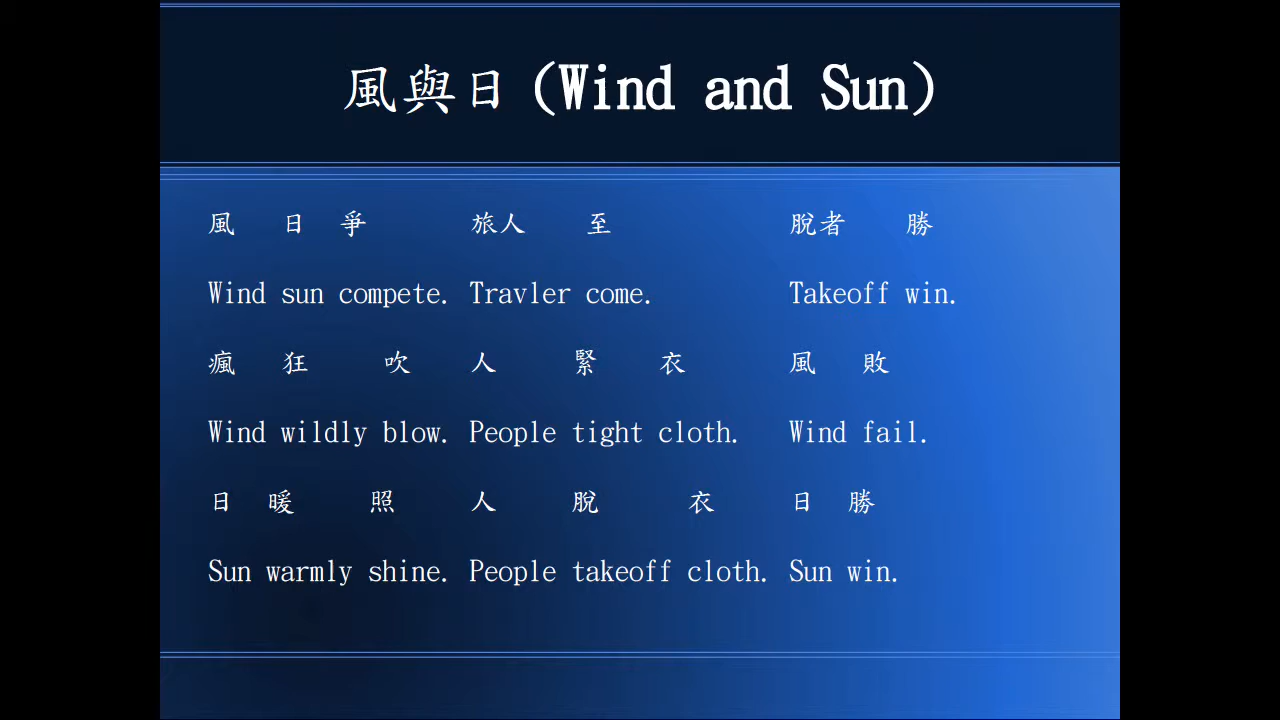 風與日(Wind and Sun)
風 日 爭 旅人 至 脫者 勝
Wind sun compete. Travler come. Takeoff win.
瘋 狂 吹 人 緊 衣 風 敗
Wind wildly blow. People tight cloth. Wind fail.
日 暖 照 人 脫 衣 日 勝
Sun warmly shine. People takeoff cloth. Sun win.